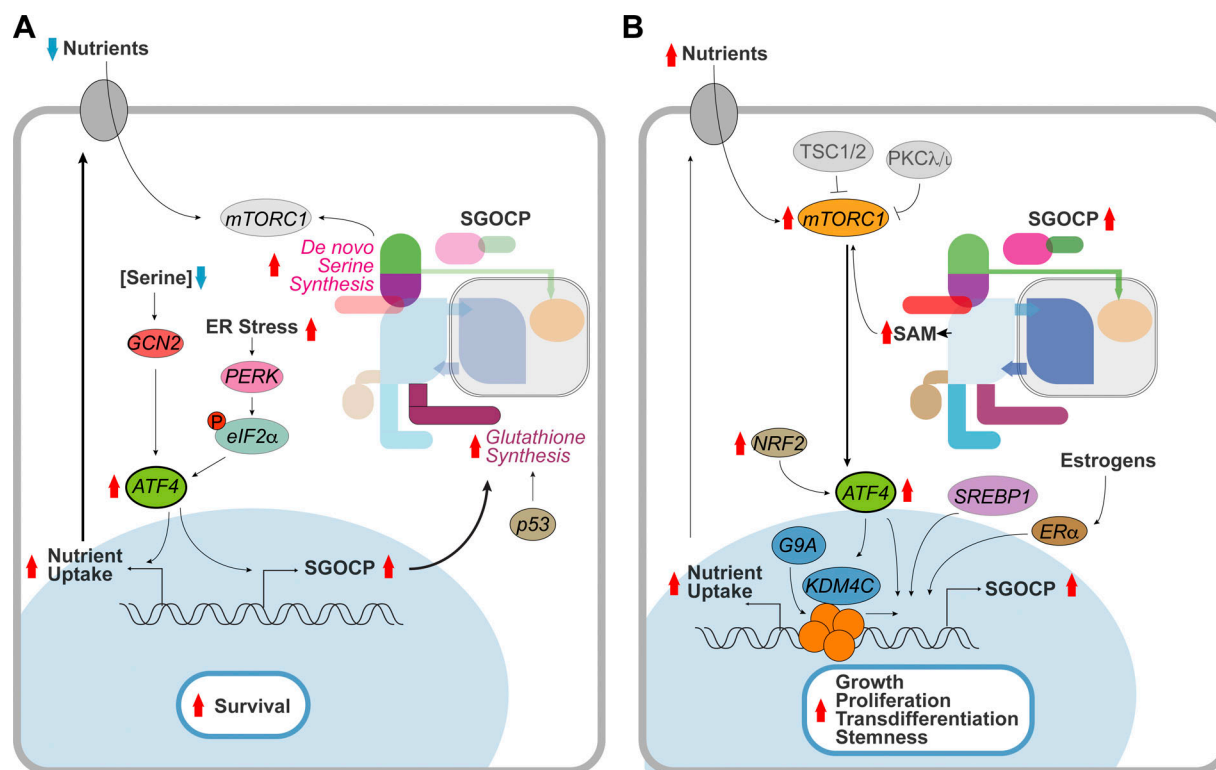 A
Nutrients
mTORC1
SGOCP
De novo
Serine
Synthesis
[Serine]
ER Stress
GCN2
PERK
P
eIF2α
Glutathione
Synthesis
ATF4
p53
Nutrient
Uptake
SGOCP
Survival
B
Nutrients
TSC1/2
PKCλ/ι
mTORC1
SGOCP
SAM
NRF2
Estrogens
ATF4
SREBP1
ERα
G9A
KDM4C
Nutrient
Uptake
SGOCP
Growth
Proliferation
Transdifferentiation
Stemness